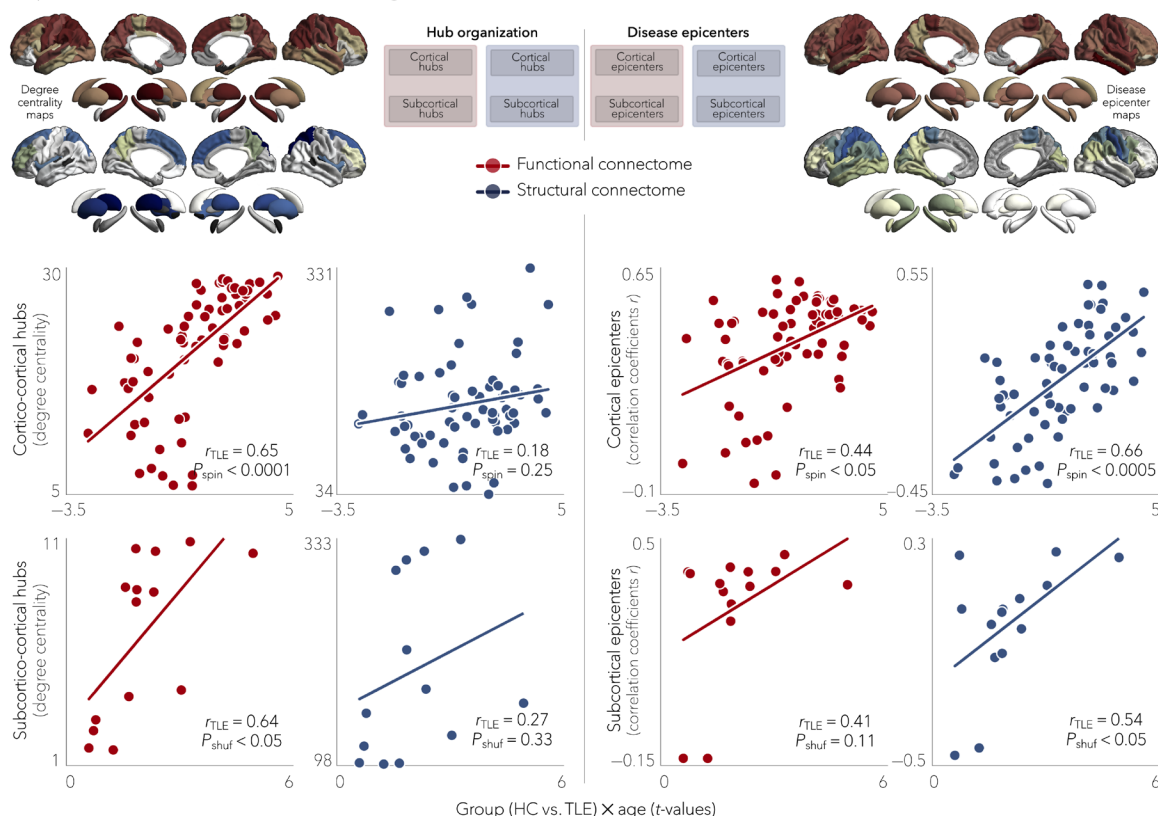 Hub organization
Disease epicenters
Cortical
hubs
Cortical
hubs
Cortical
epicenters
Cortical
epicenters
Subcortical
hubs
Subcortical
hubs
Subcortical
epicenters
Subcortical
epicenters
Degree
centrality
maps
Disease
epicenter
maps
Functional connectome
Structural connectome
Cortico-cortical hubs
(degree centrality)
30
5
−3.5
5
rTLE = 0.65
Pspin < 0.0001
331
34
−3.5
5
rTLE = 0.18
Pspin = 0.25
Cortical epicenters
(correlation coefficients r)
0.65
−0.1
−3.5
5
rTLE = 0.44
Pspin < 0.05
0.55
−0.45
−3.5
5
rTLE = 0.66
Pspin < 0.0005
Subcortico-cortical hubs
(degree centrality)
11
1
0
6
rTLE = 0.64
Pshuf < 0.05
333
98
0
6
rTLE = 0.27
Pshuf = 0.33
Subcortical epicenters
(correlation coefficients r)
0.5
−0.15
0
6
rTLE = 0.41
Pshuf = 0.11
0.3
−0.5
0
6
rTLE = 0.54
Pshuf < 0.05
Group (HC vs. TLE) × age (t-values)